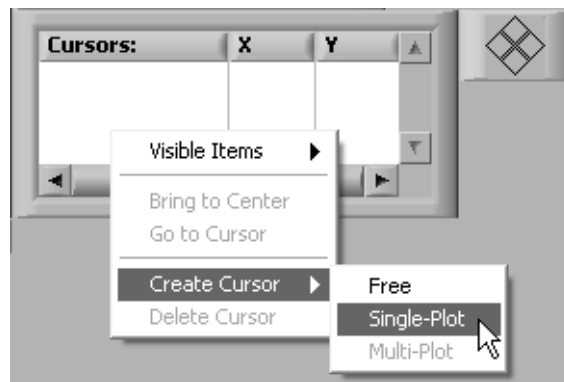 Cursors: X Y
Visible Items
Bring to Center
Go to Cursor
Create Cursor
Delete Cursor
Free
Single-Plot
Multi-Plot